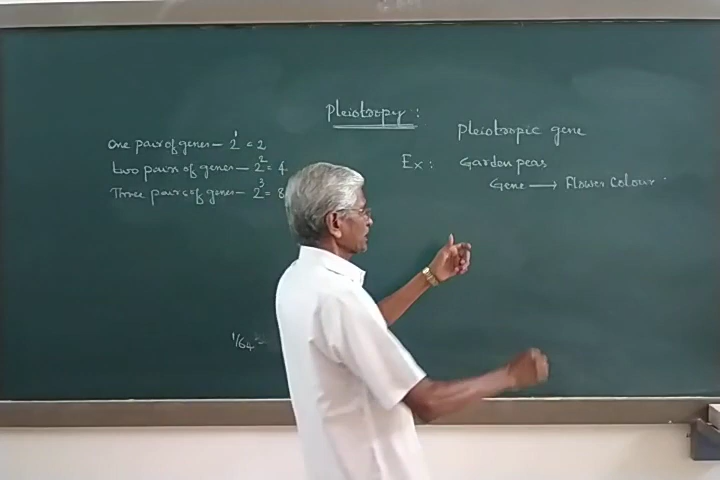 Pleiotropy :
One pair of genes – 2¹ = 2
Two pairs of genes – 2² = 4
Three pairs of genes – 2³ = 8
Pleiotropic gene
Ex : Garden peas
Gene ⟶ Flower Colour
1/64